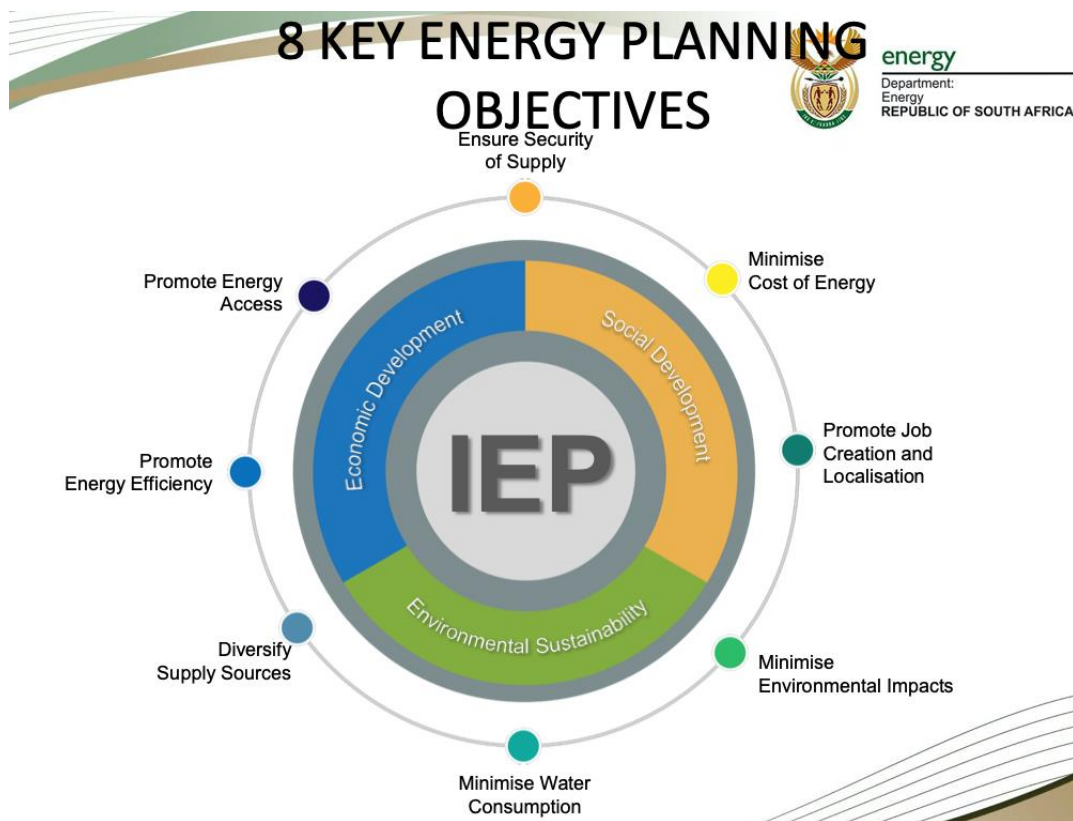 8 KEY ENERGY PLANNING
OBJECTIVES
energy
Department:
Energy
REPUBLIC OF SOUTH AFRICA
Ensure Security
of Supply
Minimise
Cost of Energy
Promote Job
Creation and
Localisation
Minimise
Environmental Impacts
Minimise Water
Consumption
Diversify
Supply Sources
Promote
Energy Efficiency
Promote Energy
Access
Economic Development
Social Development
Environmental Sustainability
IEP